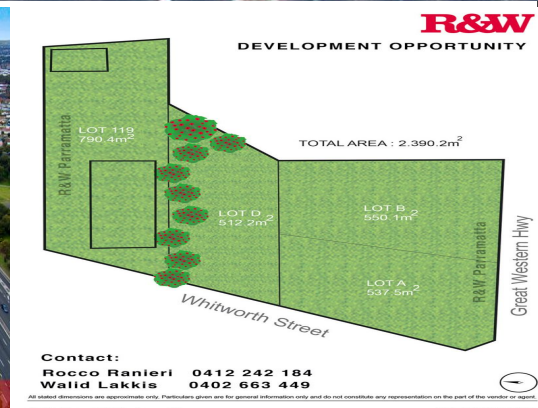 R&W
DEVELOPMENT OPPORTUNITY
LOT 119
790.4m²
R&W Parramatta
TOTAL AREA : 2.390.2m²
LOT D
512.2m²
LOT B
550.1m²
LOT A
537.5m²
R&W Parramatta
Great Western Hwy
Whitworth Street
Contact:
Rocco Ranieri 0412 242 184
Walid Lakkis 0402 663 449
All stated dimensions are approximate only. Particulars given are for general information only and do not constitute any representation on the part of the vendor or agent.